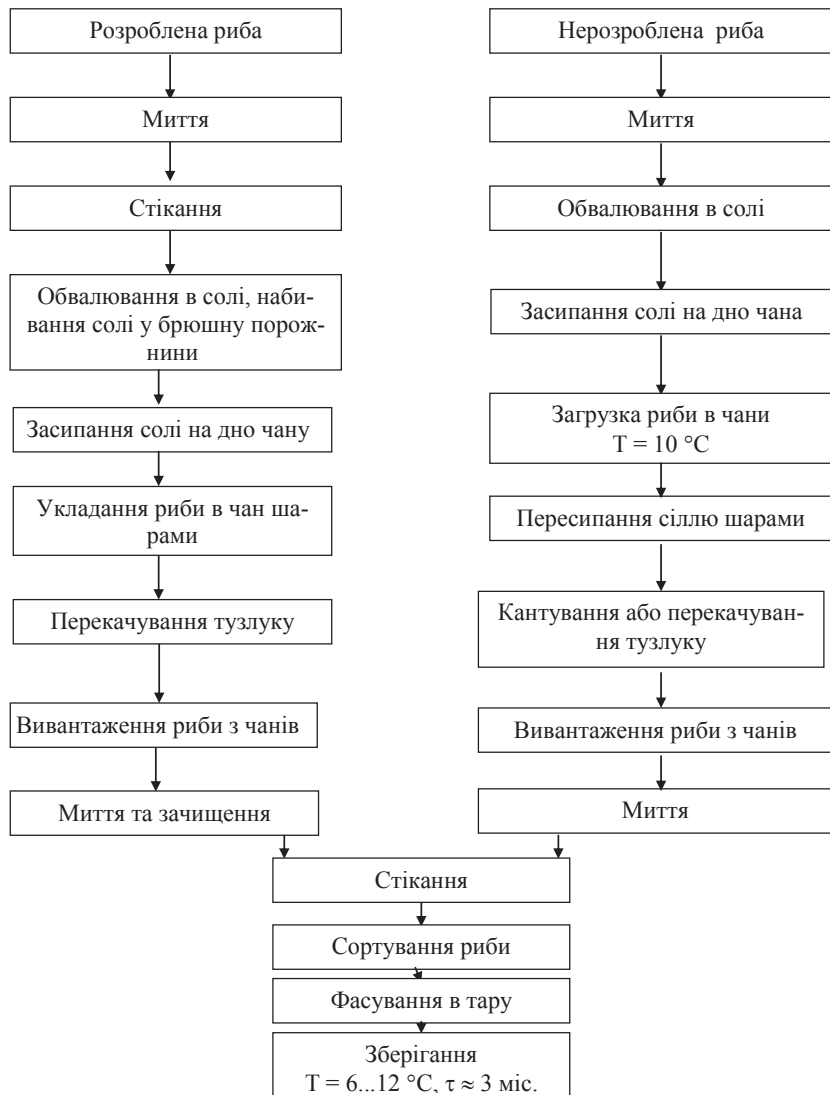 Розроблена риба
Миття
Стікання
Обвалювання в солі, наби-
вання солі у брюшну порож-
нини
Засипання солі на дно чану
Укладання риби в чан ша-
рами
Перекачування тузлуку
Вивантаження риби з чанів
Миття та зачищення
Нерозроблена риба
Миття
Обвалювання в солі
Засипання солі на дно чана
Загрузка риби в чани
Т = 10 °С
Пересипання сіллю шарами
Кантування або перекачуван-
ня тузлуку
Вивантаження риби з чанів
Миття
Стікання
Сортування риби
Фасування в тару
Зберігання
Т = 6...12 °С, τ ≈ 3 міс.